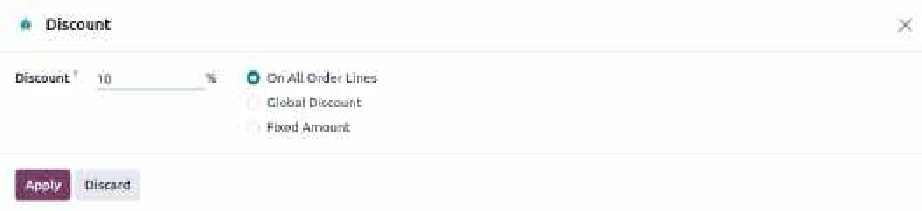 Discount
Discount ? 10 % On All Order Lines
Global Discount
Fixed Amount
Apply Discard